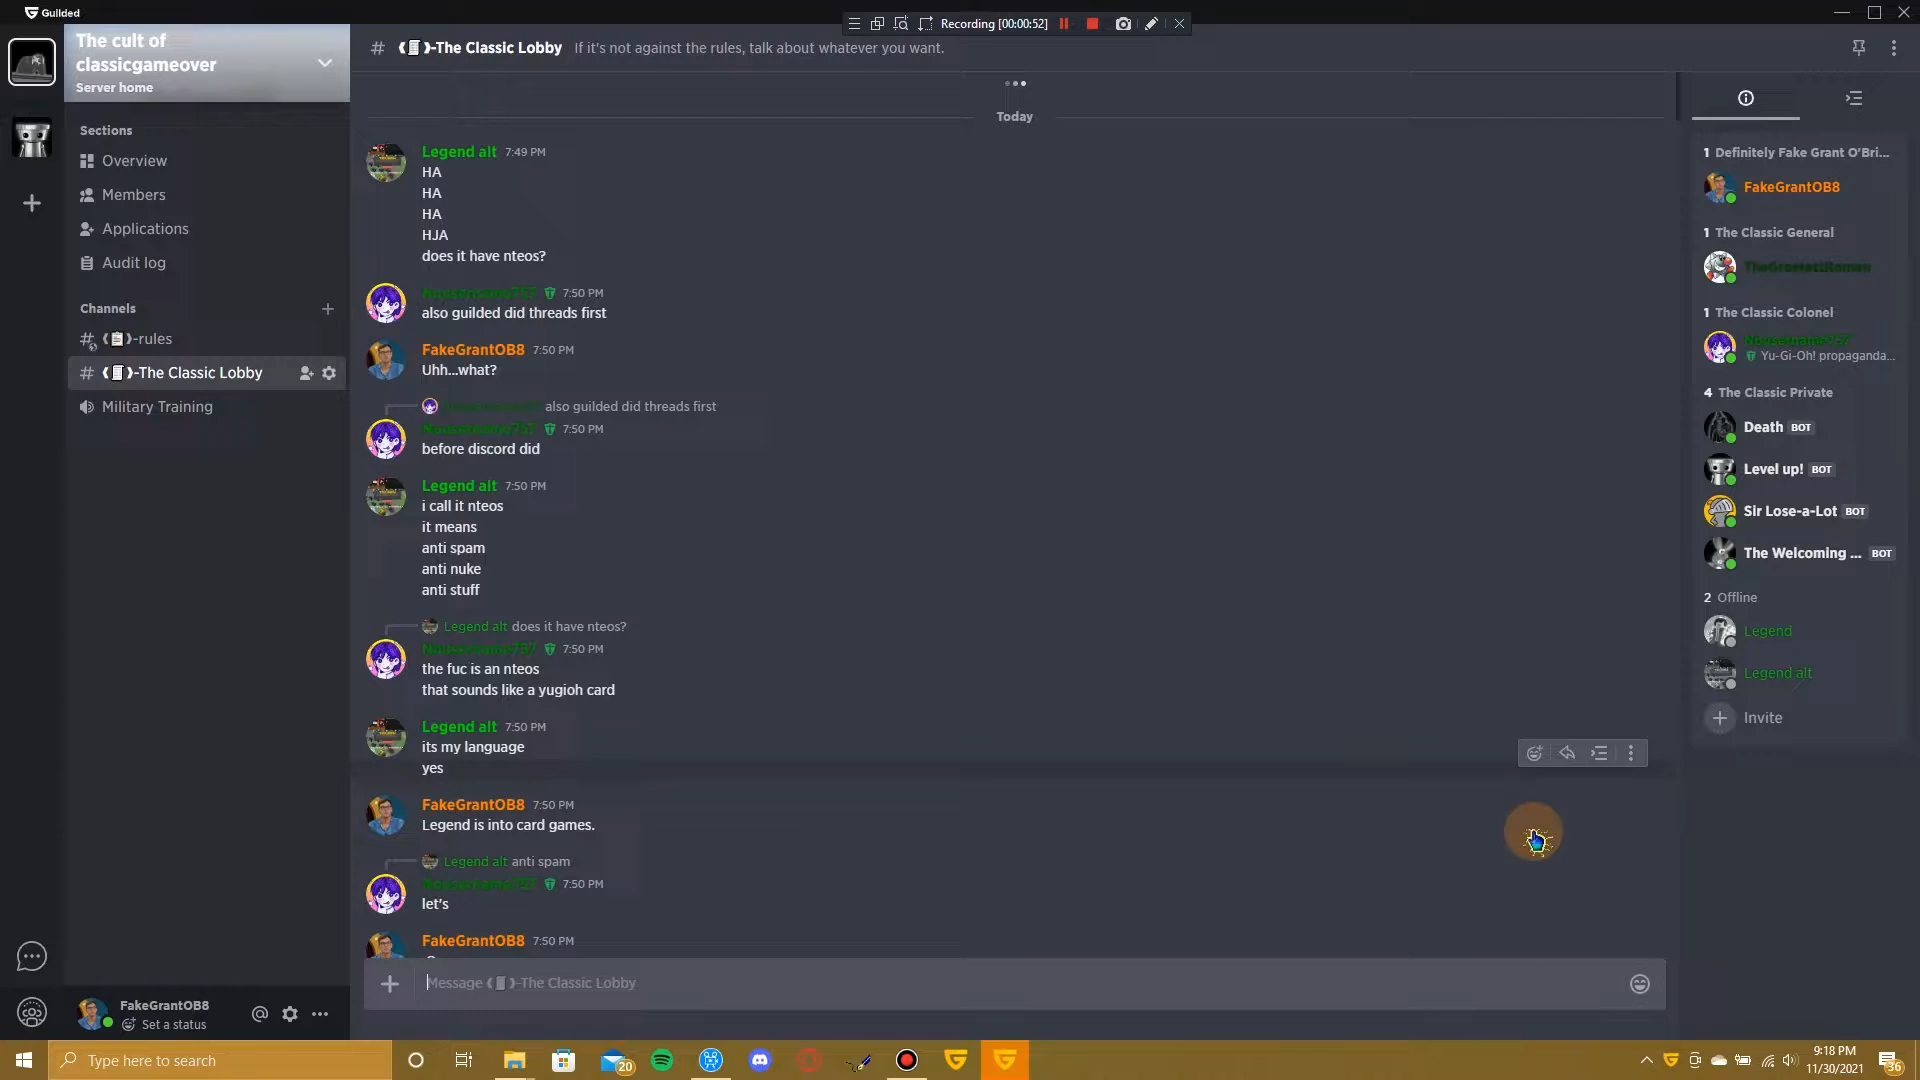 Guilded
The cult of
classicgameover
Server home
Sections
Overview
Members
Applications
Audit log
Channels
-rules
-The Classic Lobby
Military Training
FakeGrantOB8
Set a status
Recording [00:00:52]
-The Classic Lobby If it's not against the rules, talk about whatever you want.
Today
Legend alt 7:49 PM
HA
HA
HA
HJA
does it have nteos?
7:50 PM
also guilded did threads first
FakeGrantOB8 7:50 PM
Uhh...what?
also guilded did threads first
7:50 PM
before discord did
Legend alt 7:50 PM
i call it nteos
it means
anti spam
anti nuke
anti stuff
Legend alt does it have nteos?
7:50 PM
the fuc is an nteos
that sounds like a yugioh card
Legend alt 7:50 PM
its my language
yes
FakeGrantOB8 7:50 PM
Legend is into card games.
Legend alt anti spam
7:50 PM
let's
FakeGrantOB8 7:50 PM
Message -The Classic Lobby
1 Definitely Fake Grant O'Bri...
FakeGrantOB8
1 The Classic General
1 The Classic Colonel
Yu-Gi-Oh! propaganda...
4 The Classic Private
Death BOT
Level up! BOT
Sir Lose-a-Lot BOT
The Welcoming ... BOT
2 Offline
Legend
Legend alt
Invite
Type here to search
20
9:18 PM
11/30/2021
36